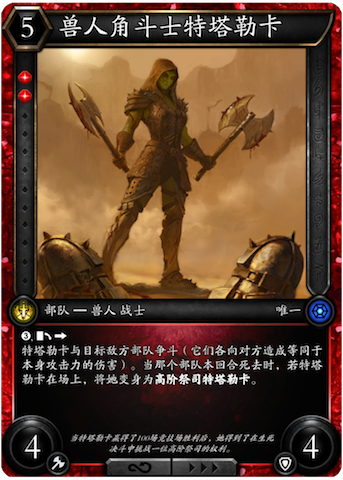 5 兽人角斗士特塔勒卡
部队 — 兽人 战士 唯一
3
特塔勒卡与目标敌方部队争斗（它们各向对方造成等同于
本身攻击力的伤害）。当那个部队本回合死去时，若特塔
勒卡在场上，将她变身为高阶祭司特塔勒卡。
当特塔勒卡赢得了100场竞技场胜利后，她得到了在生死
决斗中挑战一位高阶祭司的权利。
4 4